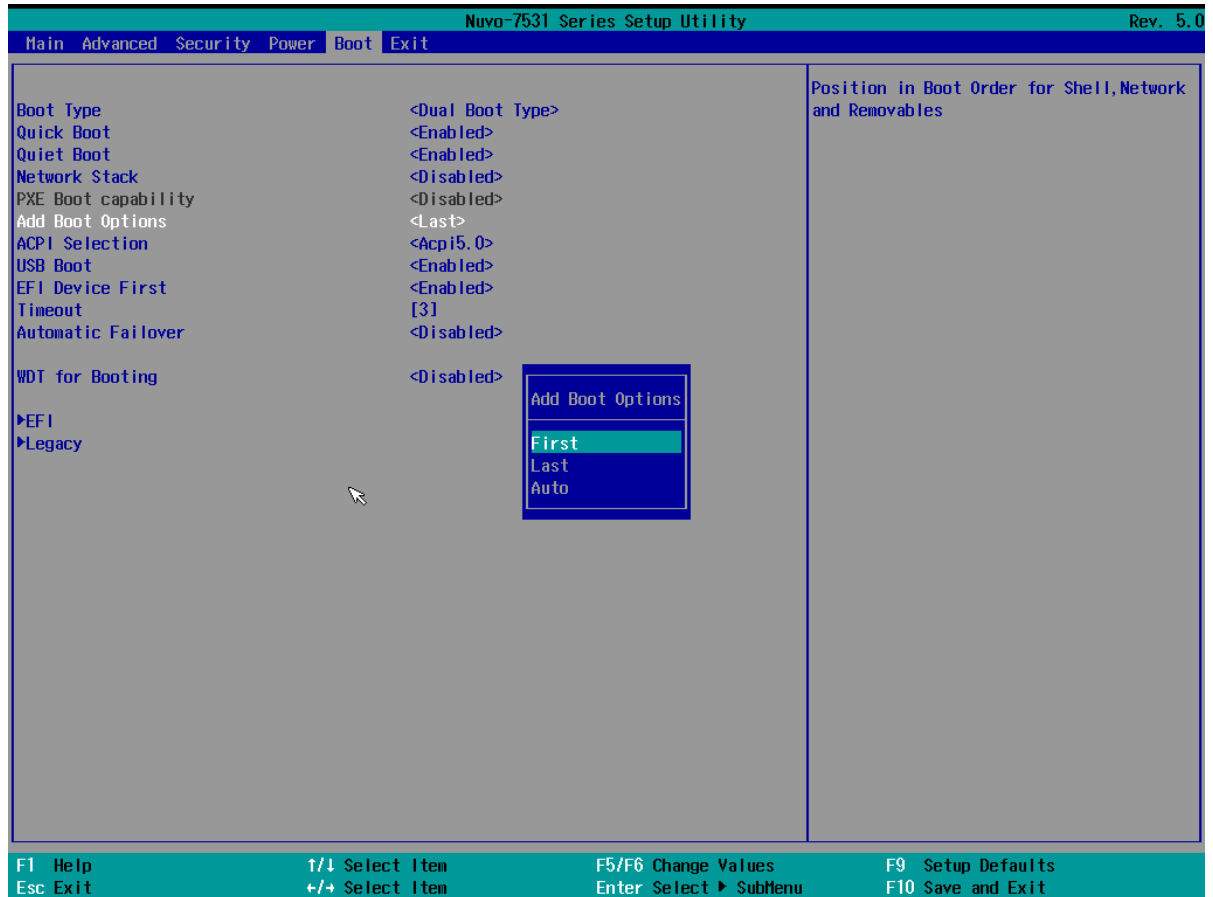 Nuvo-7531 Series Setup Utility Rev. 5.0
Main Advanced Security Power Boot Exit
Boot Type <Dual Boot Type>
Quick Boot <Enabled>
Quiet Boot <Enabled>
Network Stack <Disabled>
PXE Boot capability <Disabled>
Add Boot Options <Last>
ACPI Selection <Acpi5.0>
USB Boot <Enabled>
EFI Device First <Enabled>
Timeout [3]
Automatic Failover <Disabled>
WDT for Booting <Disabled>
▶EFI
▶Legacy
Add Boot Options
First
Last
Auto
Position in Boot Order for Shell,Network
and Removables
F1 Help ↑/↓ Select Item F5/F6 Change Values F9 Setup Defaults
Esc Exit ←/→ Select Item Enter Select ▶ SubMenu F10 Save and Exit